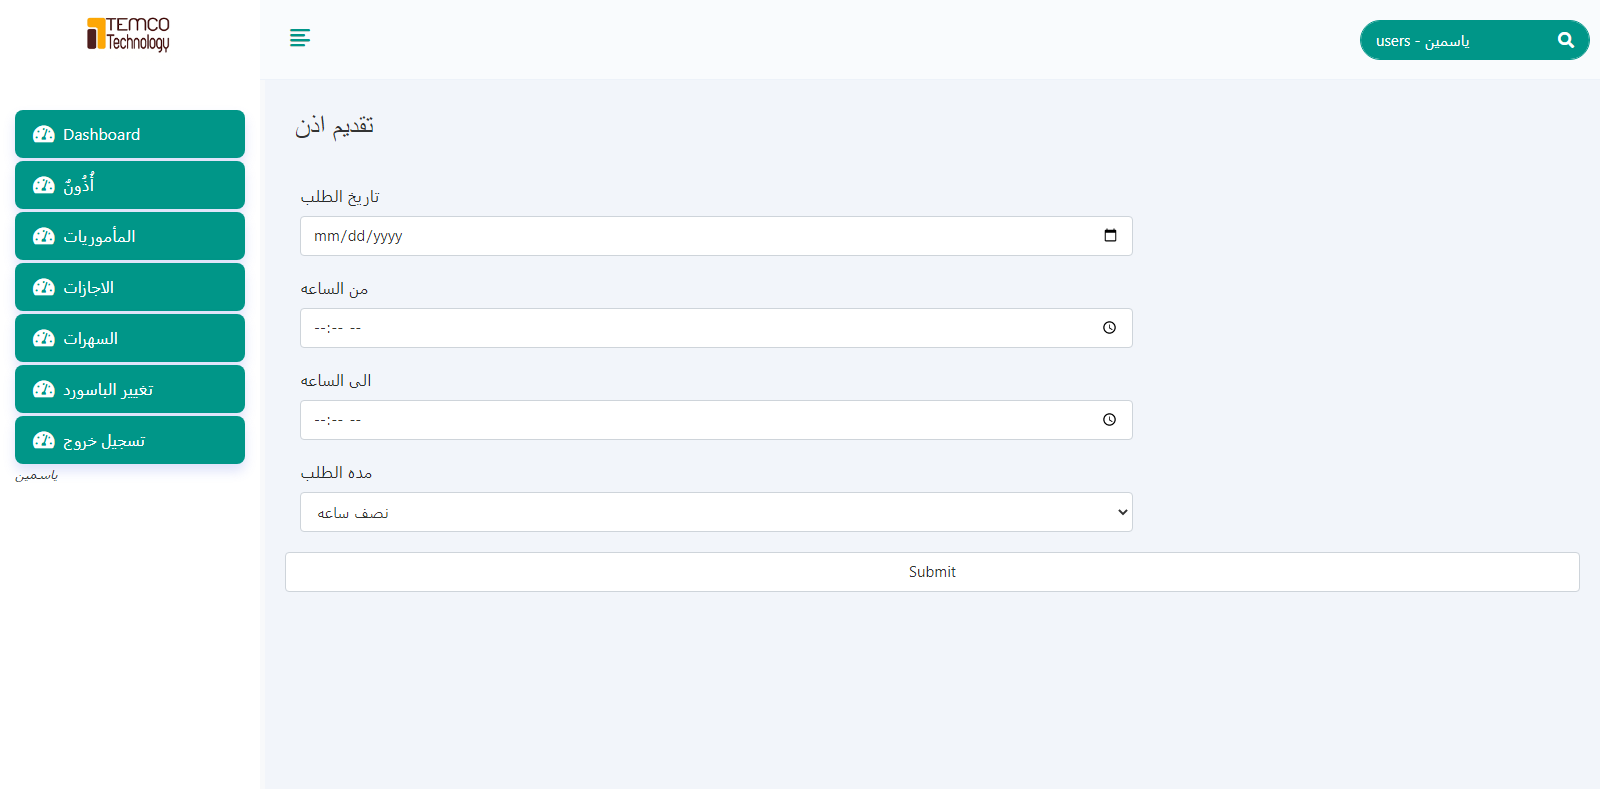 TEMCO
Technology
users - ياسمين
Dashboard
أُذُونٌ
المأموريات
الاجازات
السهرات
تغيير الباسورد
تسجيل خروج
ياسمين
تقديم اذن
تاريخ الطلب
mm/dd/yyyy
من الساعه
--:-- --
الى الساعه
--:-- --
مده الطلب
نصف ساعه
Submit